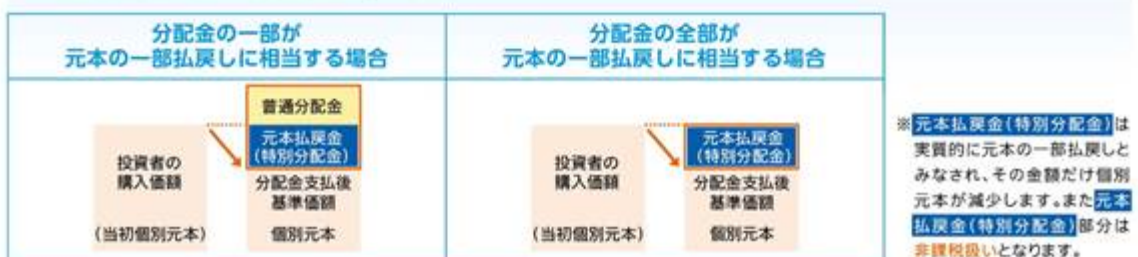 分配金の一部が
元本の一部払戻しに相当する場合
分配金の全部が
元本の一部払戻しに相当する場合
普通分配金
元本払戻金
(特別分配金)
投資者の
購入価額
(当初個別元本)
分配金支払後
基準価額
個別元本
元本払戻金
(特別分配金)
投資者の
購入価額
(当初個別元本)
分配金支払後
基準価額
個別元本
※元本払戻金(特別分配金)は
実質的に元本の一部払戻しと
みなされ、その金額だけ個別
元本が減少します。また元本
払戻金(特別分配金)部分は
非課税扱いとなります。